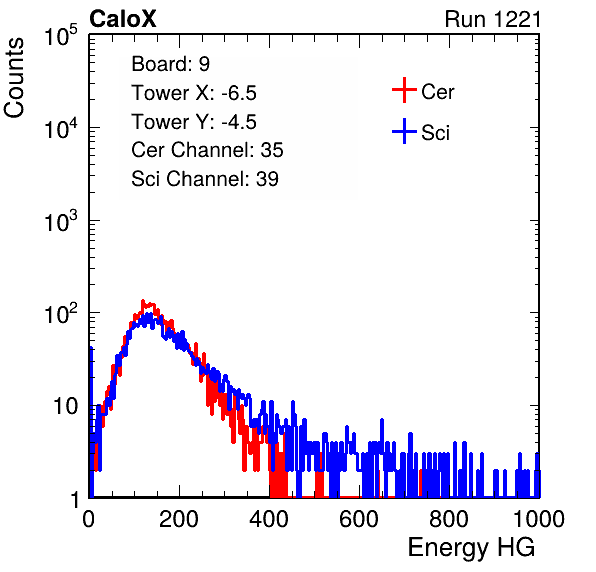 CaloX Run 1221
Counts
10^5
10^4
10^3
10^2
10
1
Board: 9
Tower X: -6.5
Tower Y: -4.5
Cer Channel: 35
Sci Channel: 39
Cer
Sci
0 200 400 600 800 1000
Energy HG